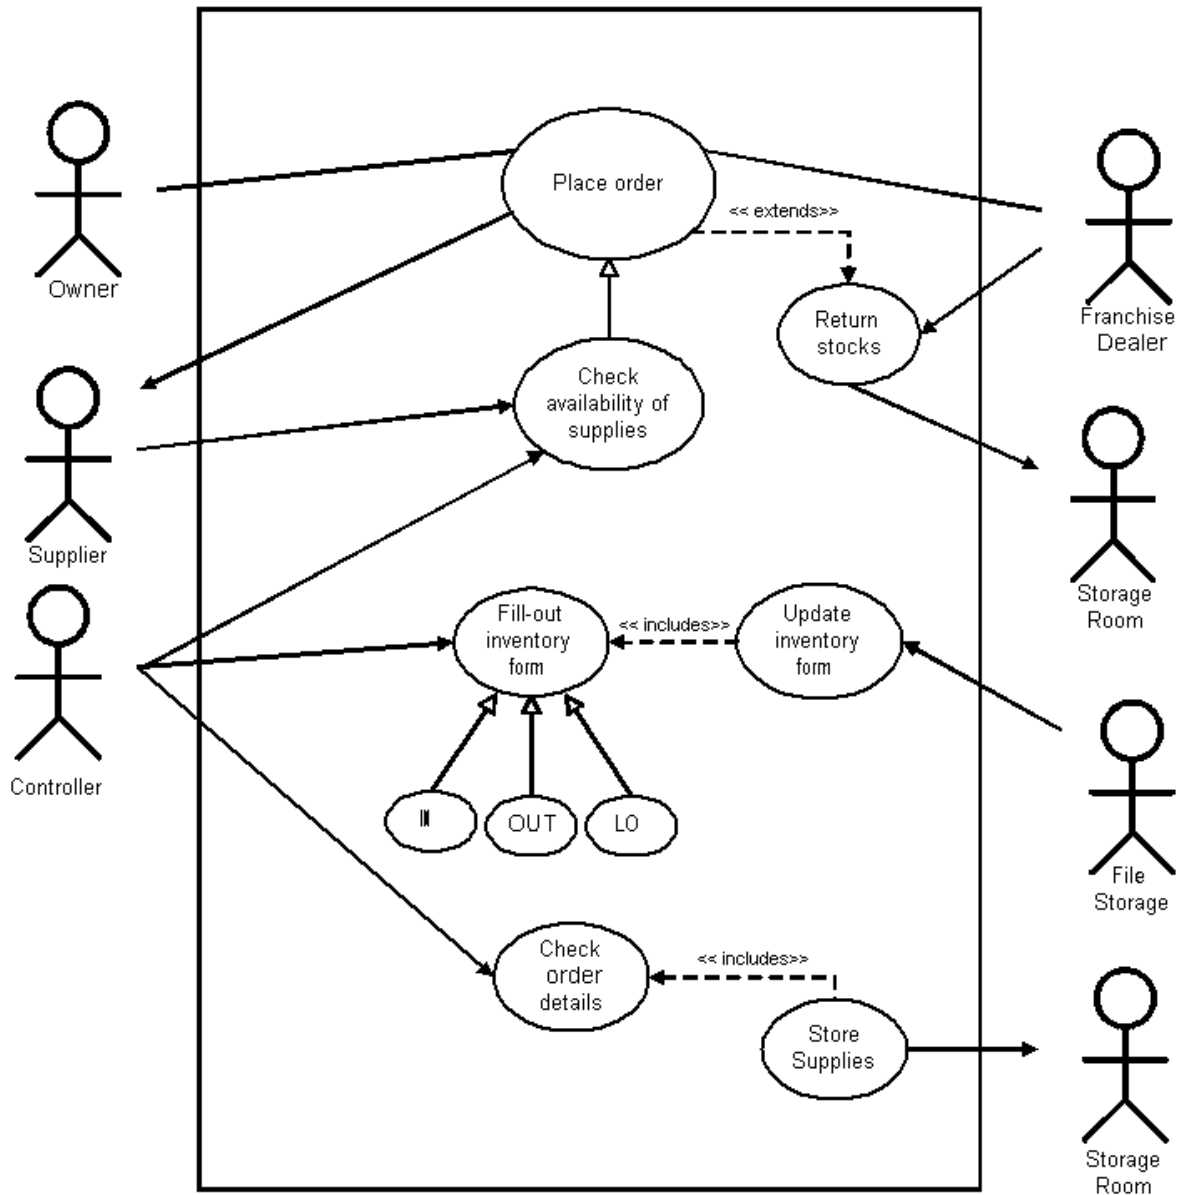 Place order
<< extends>>
Owner
Return
stocks
Franchise
Dealer
Check
availability of
supplies
Supplier
Storage
Room
Fill-out
inventory
form
<< includes>>
Update
inventory
form
Controller
IN
OUT
LO
File
Storage
Check
order
details
<< includes>>
Store
Supplies
Storage
Room